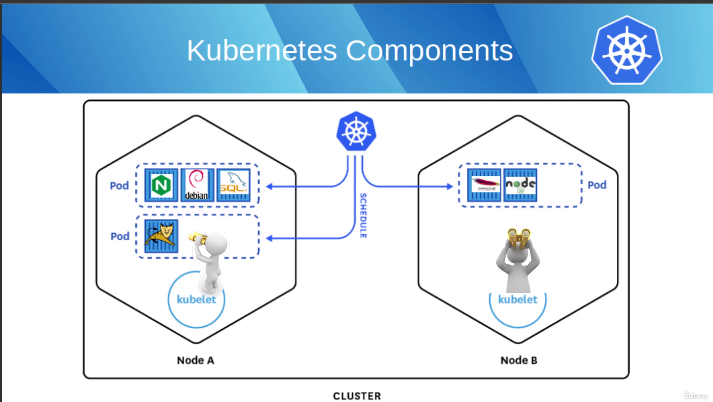 Kubernetes Components
Pod
N
debian
SQL
Pod
node
Pod
SCHEDULE
kubelet
kubelet
Node A
Node B
CLUSTER